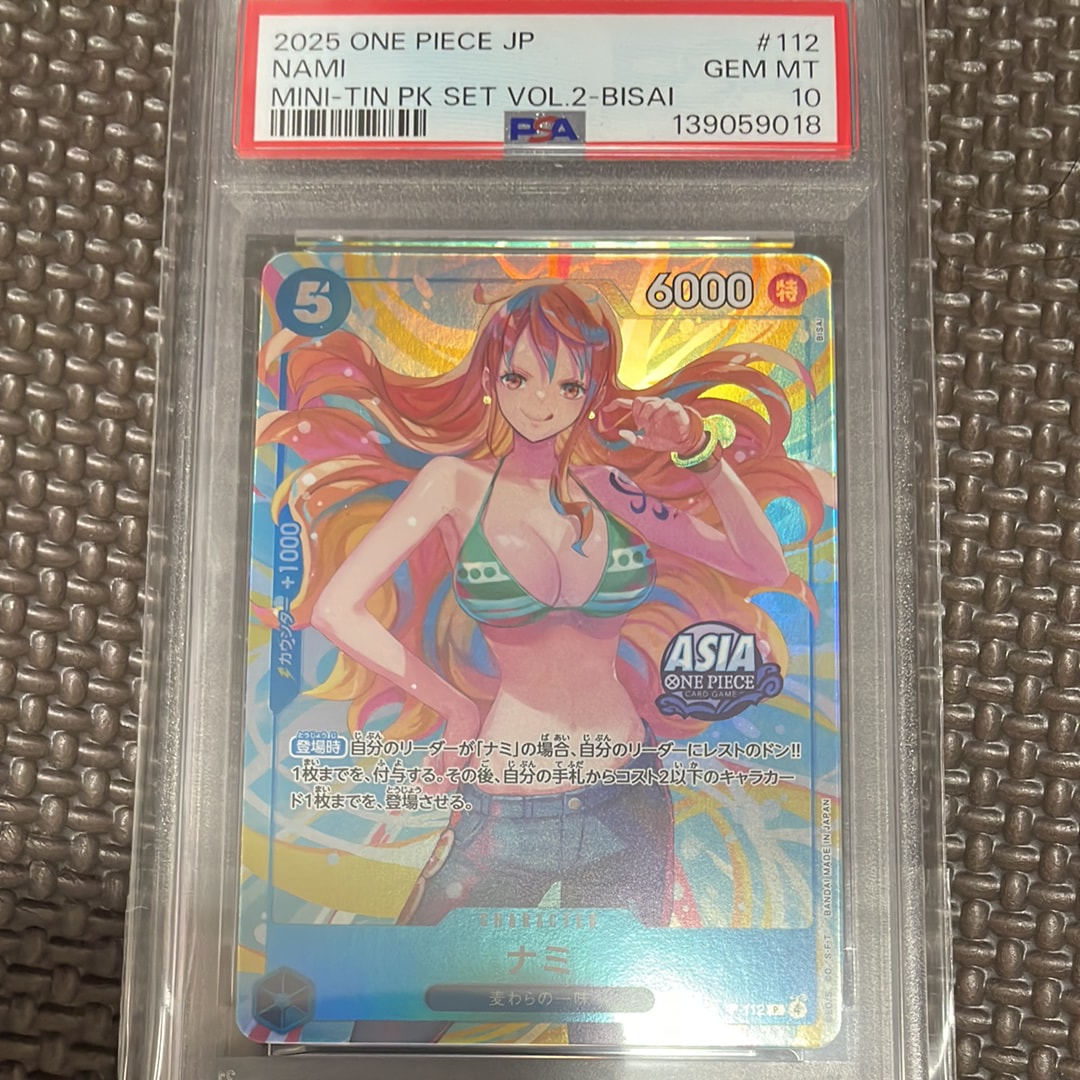 2025 ONE PIECE JP #112
NAMI GEM MT
MINI-TIN PK SET VOL.2-BISAI 10
PSA 139059018
5
6000 特
BISAI
カウンター +1000
ASIA
ONE PIECE
CARD GAME
登場時 自分のリーダーが「ナミ」の場合、自分のリーダーにレストのドン!!
1枚までを、付与する。その後、自分の手札からコスト2以下のキャラカー
ド1枚までを、登場させる。
BANDAI MADE IN JAPAN
CHARACTER
ナミ
麦わらの一味
P-112 P